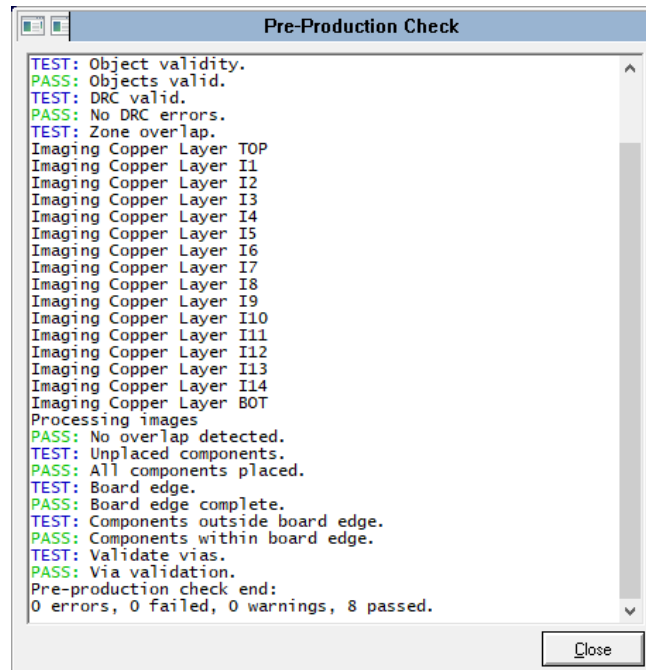 Pre-Production Check
TEST: Object validity.
PASS: Objects valid.
TEST: DRC valid.
PASS: No DRC errors.
TEST: Zone overlap.
Imaging Copper Layer TOP
Imaging Copper Layer I1
Imaging Copper Layer I2
Imaging Copper Layer I3
Imaging Copper Layer I4
Imaging Copper Layer I5
Imaging Copper Layer I6
Imaging Copper Layer I7
Imaging Copper Layer I8
Imaging Copper Layer I9
Imaging Copper Layer I10
Imaging Copper Layer I11
Imaging Copper Layer I12
Imaging Copper Layer I13
Imaging Copper Layer I14
Imaging Copper Layer BOT
Processing images
PASS: No overlap detected.
TEST: Unplaced components.
PASS: All components placed.
TEST: Board edge.
PASS: Board edge complete.
TEST: Components outside board edge.
PASS: Components within board edge.
TEST: Validate vias.
PASS: Via validation.
Pre-production check end:
0 errors, 0 failed, 0 warnings, 8 passed.
Close